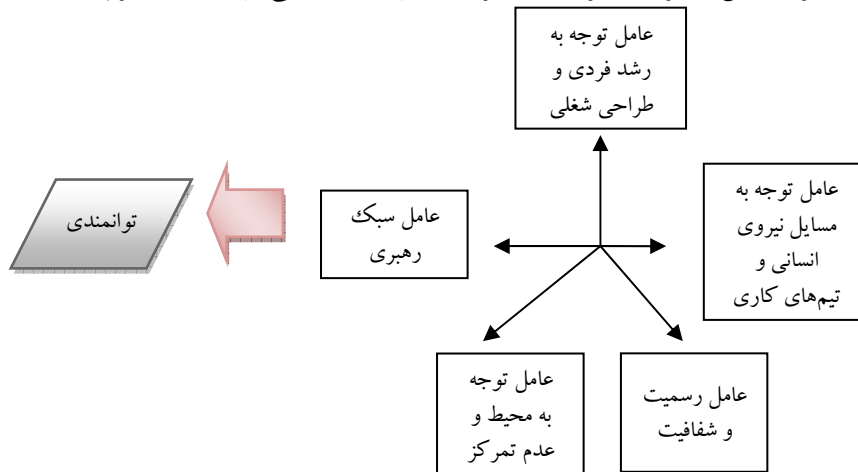 عامل توجه به
رشد فردی و
طراحی شغلی
عامل توجه به
مسایل نیروی
انسانی و
تیم‌های کاری
عامل سبک
رهبری
توانمندی
عامل رسمیت
و شفافیت
عامل توجه
به محیط و
عدم تمرکز